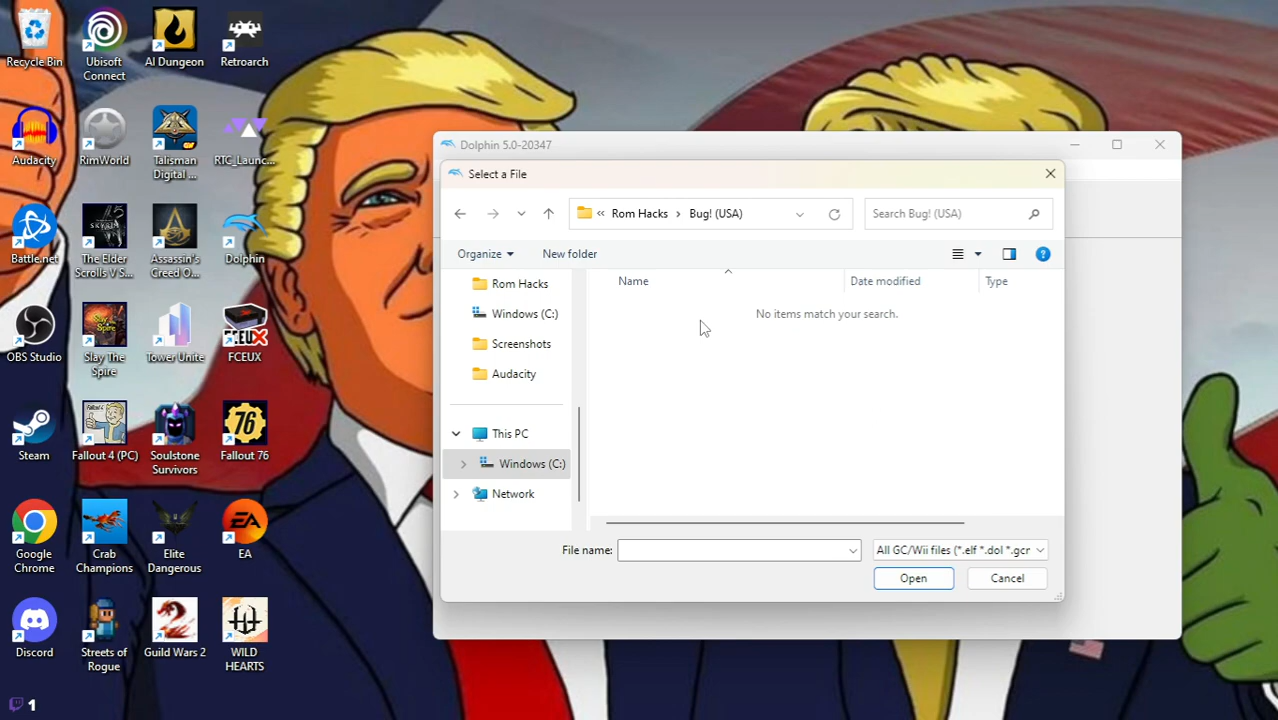 Recycle Bin
Ubisoft
Connect
AI Dungeon
Retroarch
Audacity
RimWorld
Talisman
Digital ...
RTC_Launc...
Battle.net
The Elder
Scrolls V S...
Assassin's
Creed O...
Dolphin
OBS Studio
Slay The
Spire
Tower Unite
FCEUX
Steam
Fallout 4 (PC)
Soulstone
Survivors
Fallout 76
Google
Chrome
Crab
Champions
Elite
Dangerous
EA
Discord
Streets of
Rogue
Guild Wars 2
WILD
HEARTS
1
Dolphin 5.0-20347
Select a File
Rom Hacks
Bug! (USA)
Search Bug! (USA)
Organize
New folder
Name
Date modified
Type
Rom Hacks
Windows (C:)
Screenshots
Audacity
This PC
Windows (C:)
Network
No items match your search.
File name:
All GC/Wii files (*.elf *.dol *.gcr
Open
Cancel